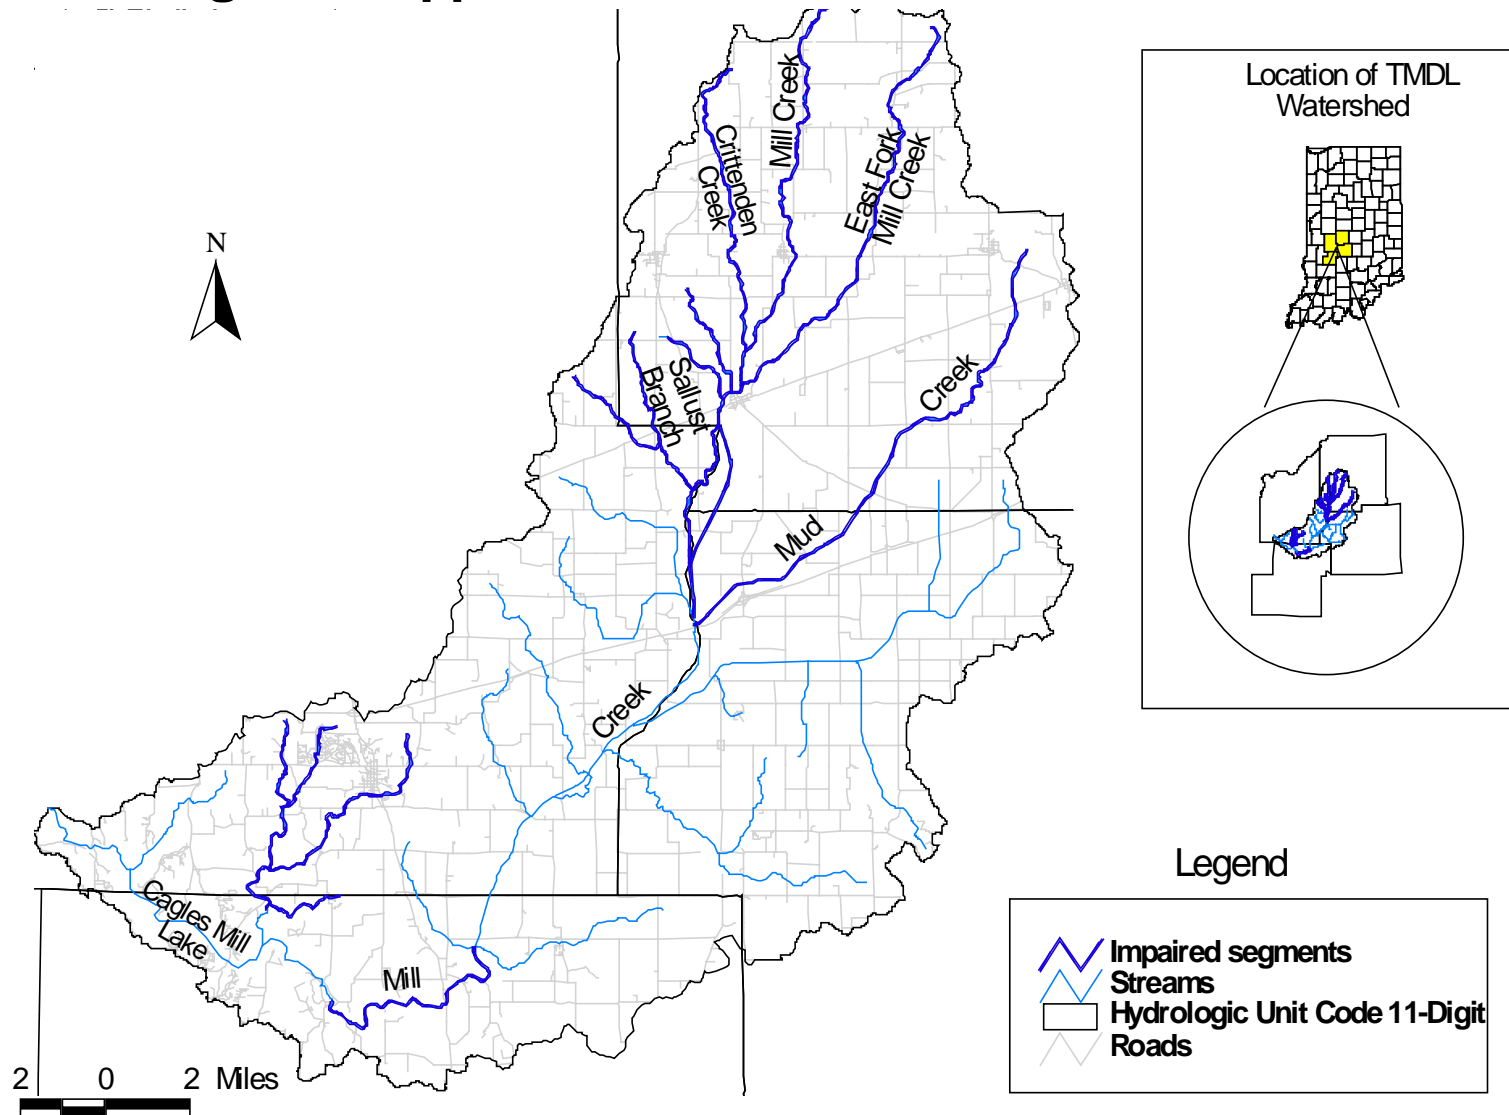 Location of TMDL
Watershed
N
Crittenden
Creek
Mill Creek
East Fork
Mill Creek
Sallust
Branch
Creek
Mud
Creek
Cagles Mill
Lake
Mill
Legend
Impaired segments
Streams
Hydrologic Unit Code 11-Digit
Roads
2 0 2 Miles